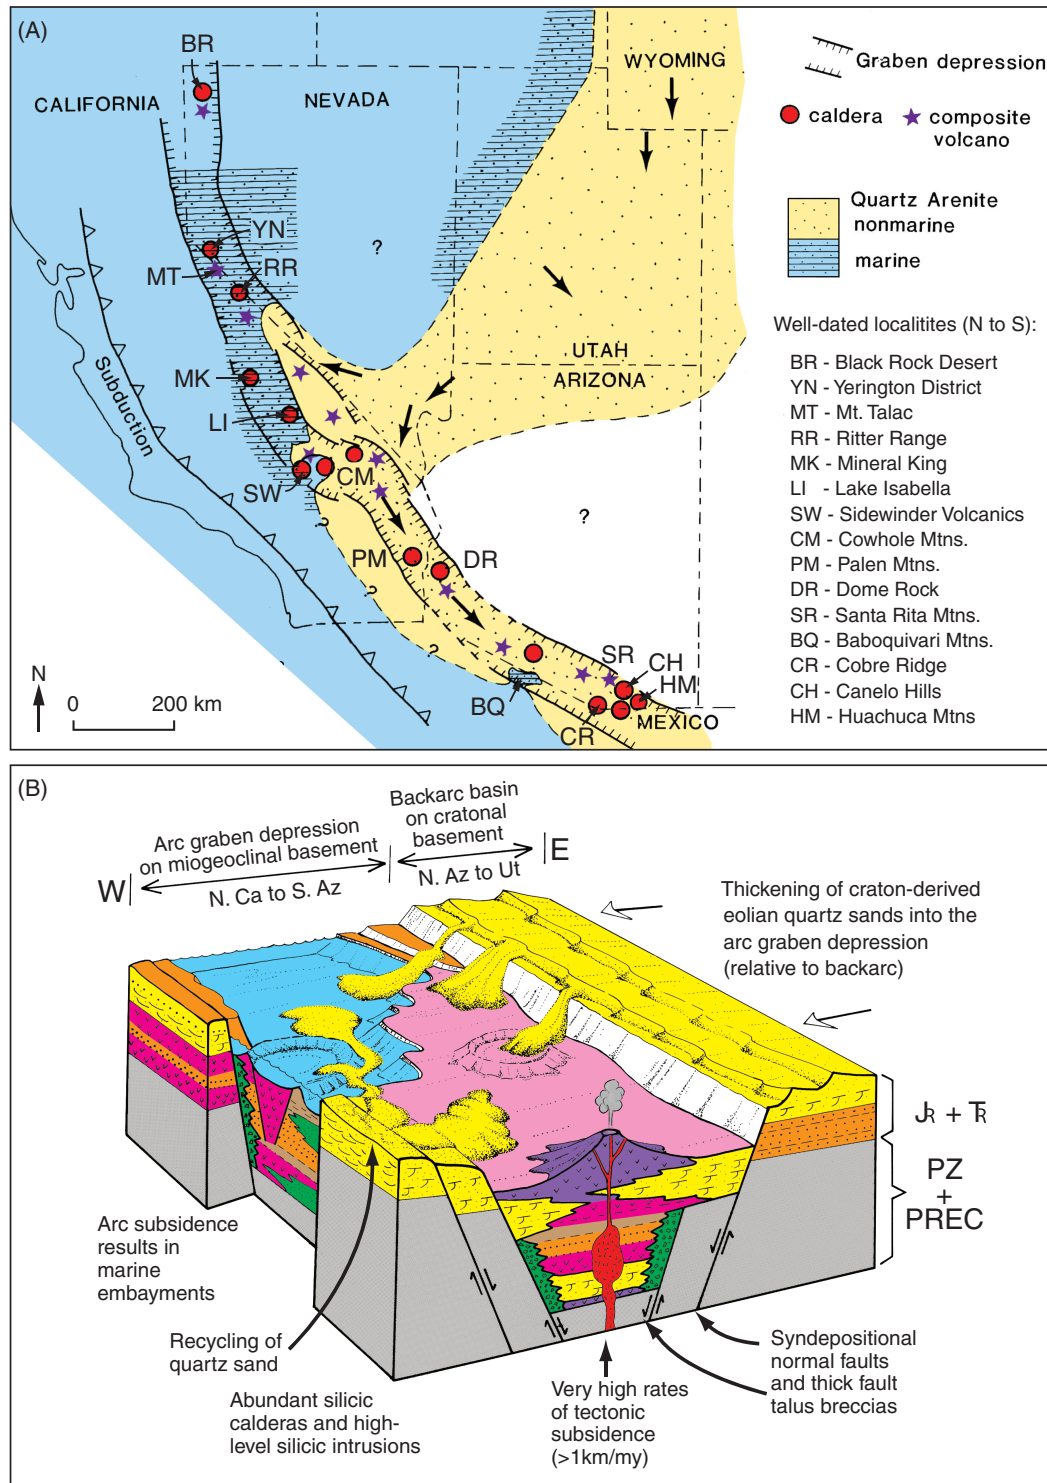 (A)
BR
CALIFORNIA
NEVADA
WYOMING
YN
MT
RR
?
MK
LI
SW
CM
UTAH
ARIZONA
Subduction
PM
DR
?
?
?
?
SR
CH
HM
BQ
CR
MEXICO
N
0 200 km
Graben depression
caldera
composite
volcano
Quartz Arenite
nonmarine
marine
Well-dated localitites (N to S):
BR - Black Rock Desert
YN - Yerington District
MT - Mt. Talac
RR - Ritter Range
MK - Mineral King
LI - Lake Isabella
SW - Sidewinder Volcanics
CM - Cowhole Mtns.
PM - Palen Mtns.
DR - Dome Rock
SR - Santa Rita Mtns.
BQ - Baboquivari Mtns.
CR - Cobre Ridge
CH - Canelo Hills
HM - Huachuca Mtns
(B)
Arc graben depression
on miogeoclinal basement
N. Ca to S. Az
Backarc basin
on cratonal
basement
N. Az to Ut
W
E
Thickening of craton-derived
eolian quartz sands into the
arc graben depression
(relative to backarc)
JR + TR
PZ
+
PREC
Arc subsidence
results in
marine
embayments
Recycling of
quartz sand
Abundant silicic
calderas and high-
level silicic intrusions
Very high rates
of tectonic
subsidence
(>1km/my)
Syndepositional
normal faults
and thick fault
talus breccias